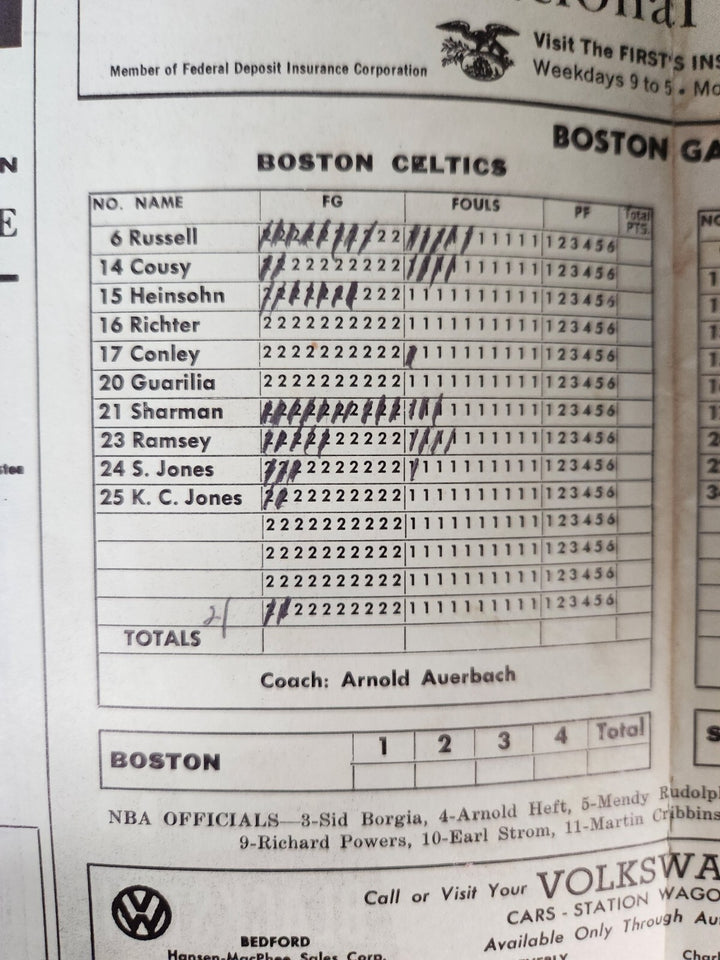 Member of Federal Deposit Insurance Corporation
Visit The FIRST'S
Weekdays 9 to 5 •
BOSTON
BOSTON CELTICS
NO. NAME FG FOULS PF Total PTS.
6 Russell 2 2 1 1 1 1 1 1 2 3 4 5 6
14 Cousy 2 2 2 2 2 2 2 2 1 1 1 1 1 1 1 2 3 4 5 6
15 Heinsohn 2 2 2 1 1 1 1 1 1 1 1 1 1 1 2 3 4 5 6
16 Richter 2 2 2 2 2 2 2 2 2 2 1 1 1 1 1 1 1 1 1 1 1 2 3 4 5 6
17 Conley 2 2 2 2 2 2 2 2 2 2 1 1 1 1 1 1 1 1 1 1 2 3 4 5 6
20 Guarilia 2 2 2 2 2 2 2 2 2 2 1 1 1 1 1 1 1 1 1 1 1 2 3 4 5 6
21 Sharman 1 1 1 1 1 1 1 1 2 3 4 5 6
23 Ramsey 2 2 2 2 2 1 1 1 1 1 1 1 2 3 4 5 6
24 S. Jones 2 2 2 2 2 2 2 1 1 1 1 1 1 1 1 1 1 2 3 4 5 6
25 K. C. Jones 2 2 2 2 2 2 2 2 1 1 1 1 1 1 1 1 1 1 1 2 3 4 5 6
2 2 2 2 2 2 2 2 2 2 1 1 1 1 1 1 1 1 1 1 1 2 3 4 5 6
2 2 2 2 2 2 2 2 2 2 1 1 1 1 1 1 1 1 1 1 1 2 3 4 5 6
2 2 2 2 2 2 2 2 2 2 1 1 1 1 1 1 1 1 1 1 1 2 3 4 5 6
2 2 2 2 2 2 2 2 1 1 1 1 1 1 1 1 1 1 1 2 3 4 5 6
TOTALS
Coach: Arnold Auerbach
BOSTON 1 2 3 4 Total
NBA OFFICIALS—3-Sid Borgia, 4-Arnold Heft, 5-Mendy Rudolp
9-Richard Powers, 10-Earl Strom, 11-Martin Cribbins
Call or Visit Your VOLKSWA
CARS - STATION WAGO
Available Only Through Au
BEDFORD
Hansen-MacPhee Sales Corp.